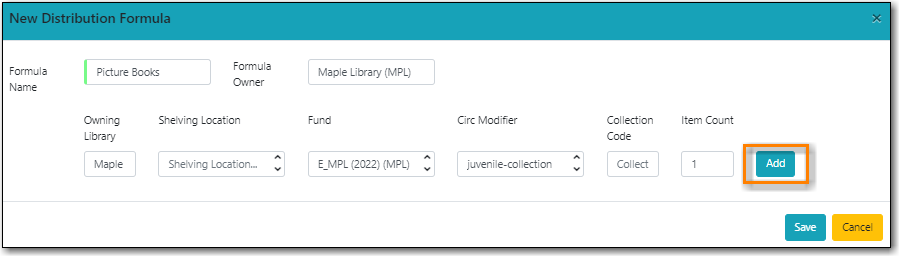 New Distribution Formula ×
Formula Name Picture Books Formula Owner Maple Library (MPL)
Owning Library Shelving Location Fund Circ Modifier Collection Code Item Count
Maple Shelving Location... E_MPL (2022) (MPL) juvenile-collection Collect 1 Add
Save Cancel